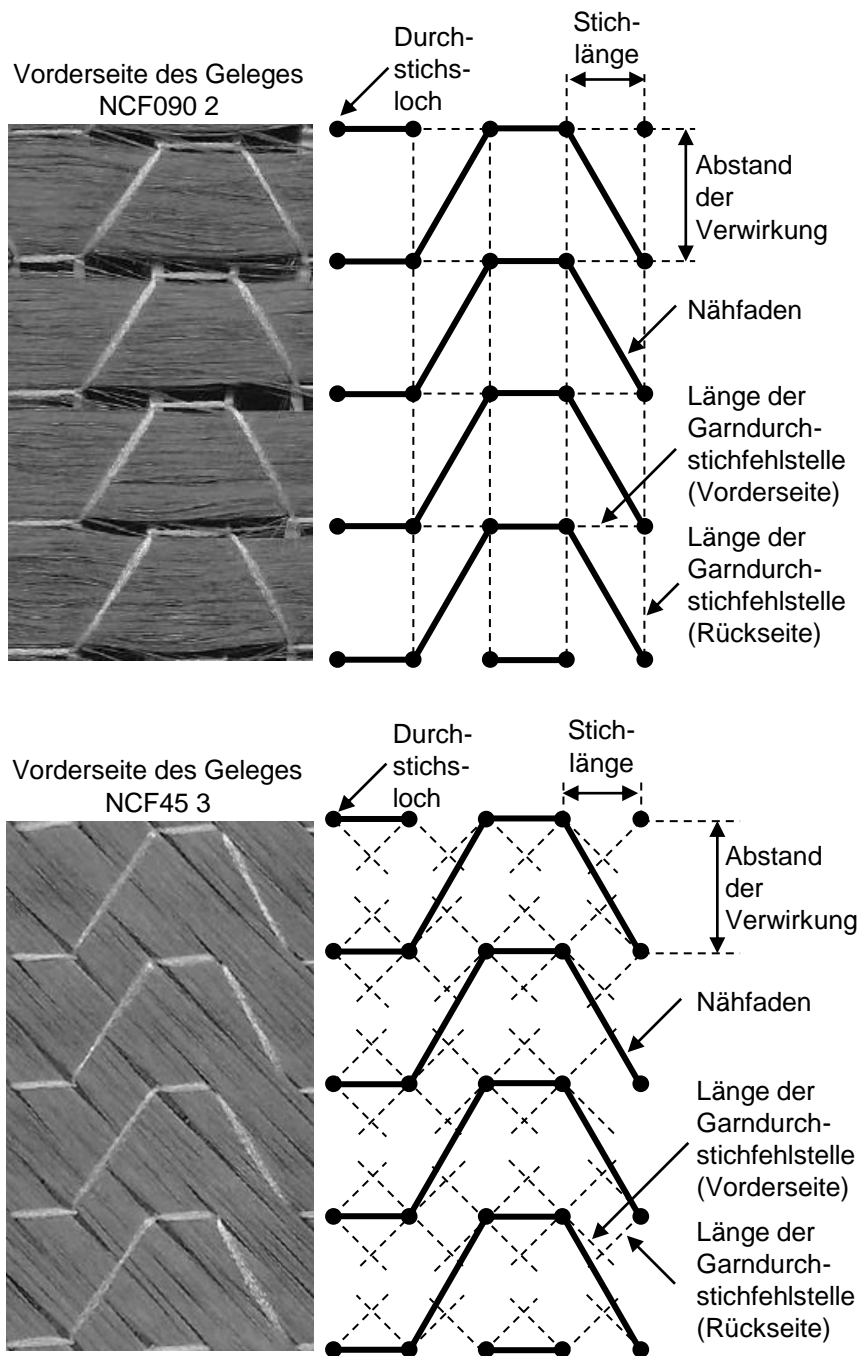 Vorderseite des Geleges
NCF090 2
Durch-
stichs-
loch
Stich-
länge
Abstand
der
Verwirkung
Nähfaden
Länge der
Garndurch-
stichfehlstelle
(Vorderseite)
Länge der
Garndurch-
stichfehlstelle
(Rückseite)
Vorderseite des Geleges
NCF45 3
Durch-
stichs-
loch
Stich-
länge
Abstand
der
Verwirkung
Nähfaden
Länge der
Garndurch-
stichfehlstelle
(Vorderseite)
Länge der
Garndurch-
stichfehlstelle
(Rückseite)